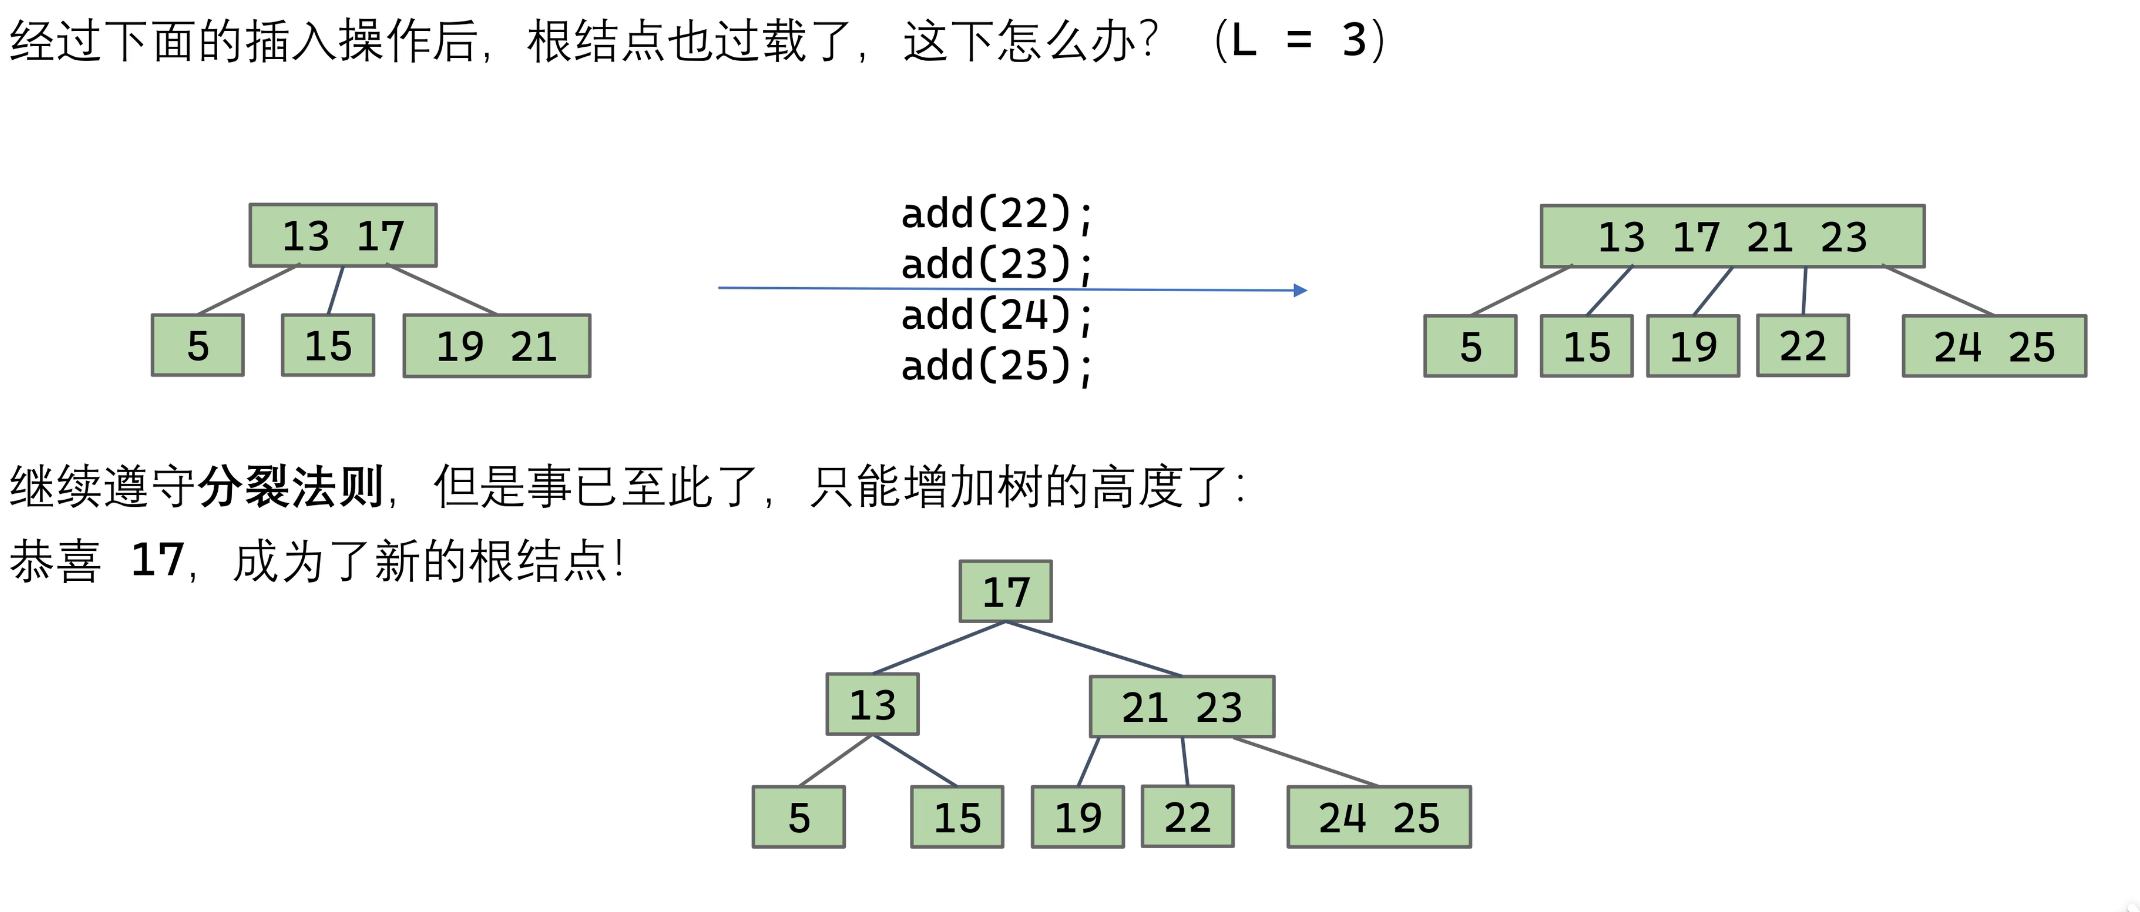 经过下面的插入操作后，根结点也过载了，这下怎么办？（L = 3）
13 17
5
15
19 21
add(22);
add(23);
add(24);
add(25);
13 17 21 23
5
15
19
22
24 25
继续遵守分裂法则，但是事已至此了，只能增加树的高度了：
恭喜 17，成为了新的根结点！
17
13
21 23
5
15
19
22
24 25